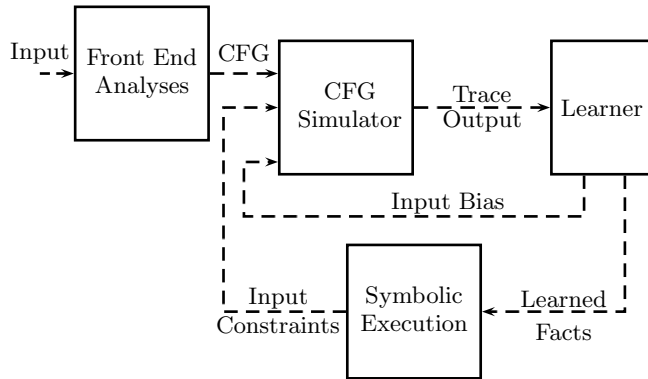 Input
Front End
Analyses
CFG
CFG
Simulator
Trace
Output
Learner
Input Bias
Input
Constraints
Symbolic
Execution
Learned
Facts